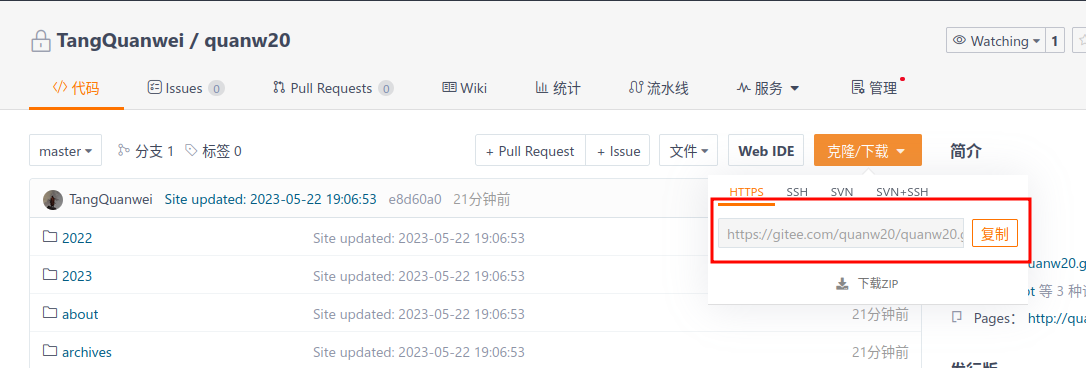 TangQuanwei / quanw20
Watching 1
代码 Issues 0 Pull Requests 0 Wiki 统计 流水线 服务 管理
master 分支 1 标签 0 + Pull Request + Issue 文件 Web IDE 克隆/下载 简介
HTTPS SSH SVN SVN+SSH
TangQuanwei Site updated: 2023-05-22 19:06:53 e8d60a0 21分钟前
https://gitee.com/quanw20/quanw20.g 复制
2022 Site updated: 2023-05-22 19:06:53
2023 Site updated: 2023-05-22 19:06:53
uanw20.g
下载ZIP
等 3 种
about Site updated: 2023-05-22 19:06:53 21分钟前
Pages： http://qua
archives Site updated: 2023-05-22 19:06:53 21分钟前
发行版